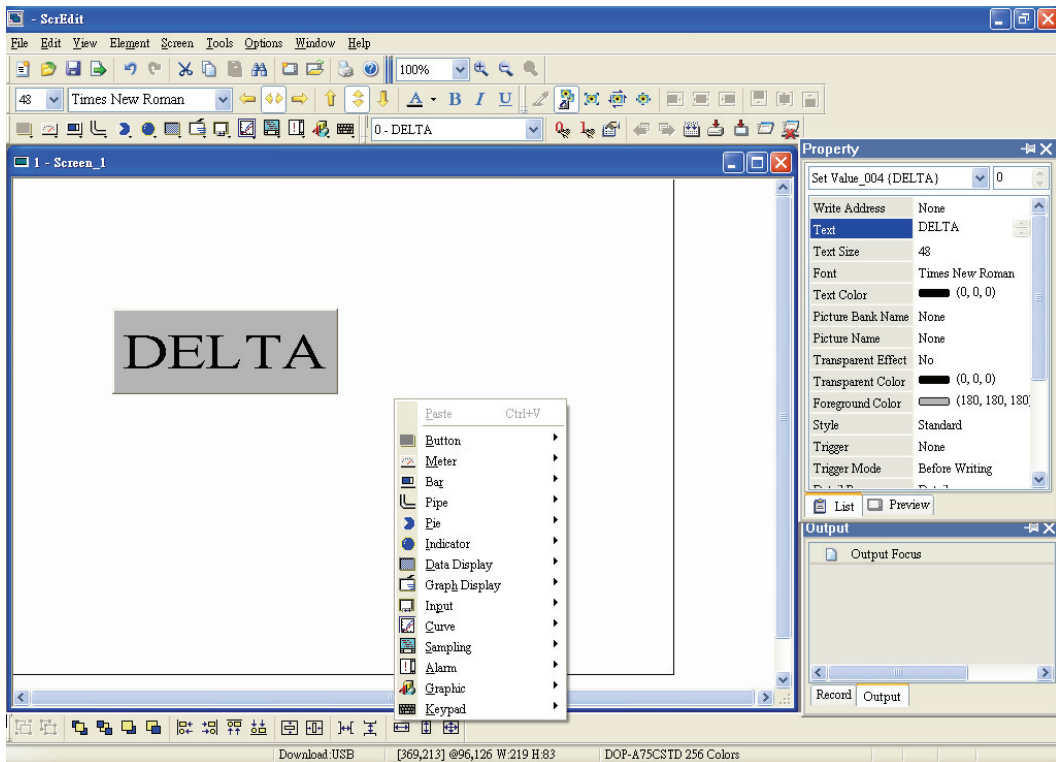 - ScrEdit
File Edit View Element Screen Tools Options Window Help
100%
48 Times New Roman A B I U
0 - DELTA
1 - Screen_1
DELTA
Paste Ctrl+V
Button
Meter
Bar
Pipe
Pie
Indicator
Data Display
Graph Display
Input
Curve
Sampling
Alarm
Graphic
Keypad
Property
Set Value_004 {DELTA} 0
Write Address None
Text DELTA
Text Size 48
Font Times New Roman
Text Color (0, 0, 0)
Picture Bank Name None
Picture Name None
Transparent Effect No
Transparent Color (0, 0, 0)
Foreground Color (180, 180, 180)
Style Standard
Trigger None
Trigger Mode Before Writing
List Preview
Output
Output Focus
Record Output
Download:USB [369,213] @96,126 W:219 H:83 DOP-A75CSTD 256 Colors